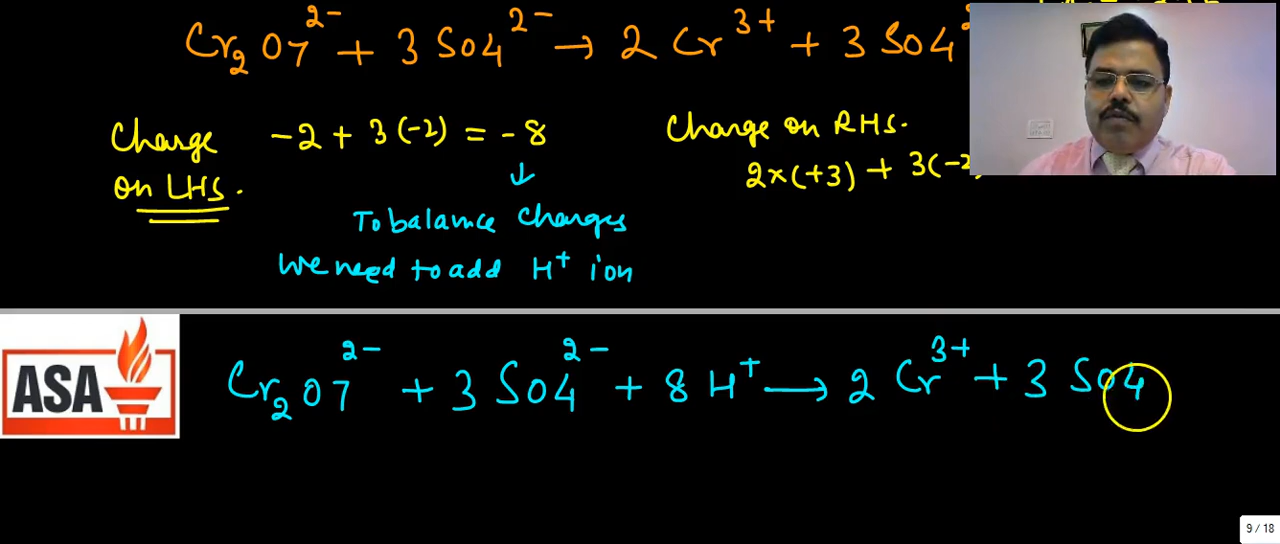 Cr2O7^2- + 3 SO4^2- → 2 Cr^3+ + 3 SO4
Charge on LHS. -2 + 3(-2) = -8
↓
To balance Charges
We need to add H+ ion
Charge on RHS.
2x(+3) + 3(-2
ASA
Cr2O7^2- + 3 SO4^2- + 8 H+ → 2 Cr^3+ + 3 SO4
9 / 18